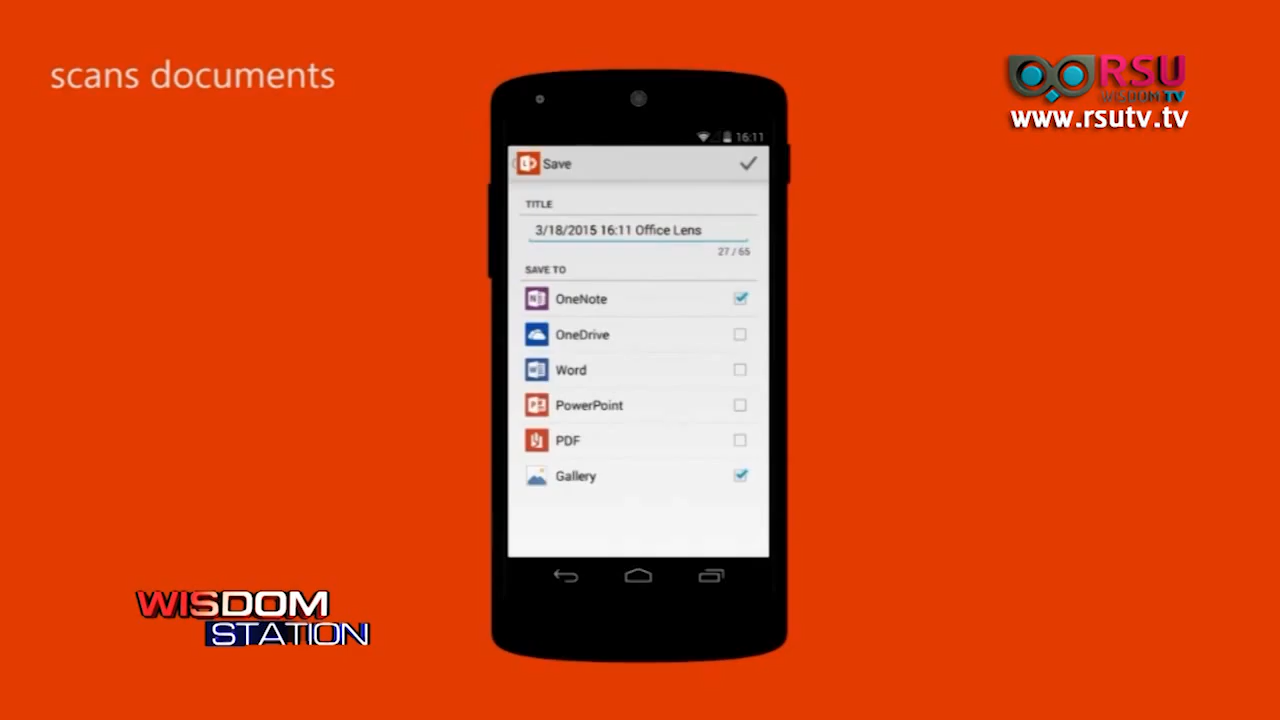 scans documents
RSU
WISDOM TV
www.rsutv.tv
16:11
Save
TITLE
3/18/2015 16:11 Office Lens
27 / 65
SAVE TO
OneNote
OneDrive
Word
PowerPoint
PDF
Gallery
WISDOM
STATION